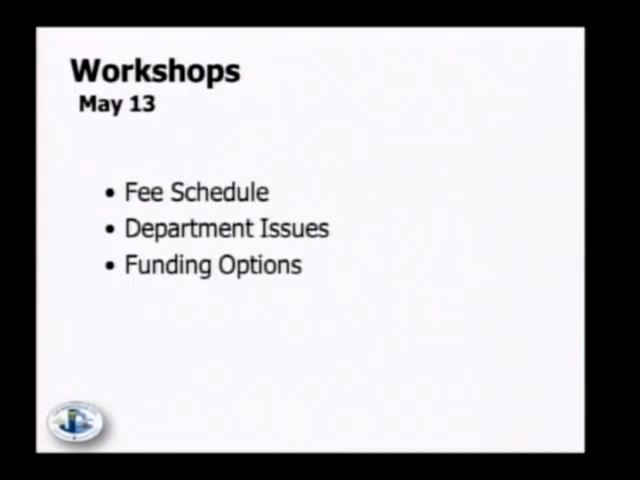 Workshops
May 13
• Fee Schedule
• Department Issues
• Funding Options